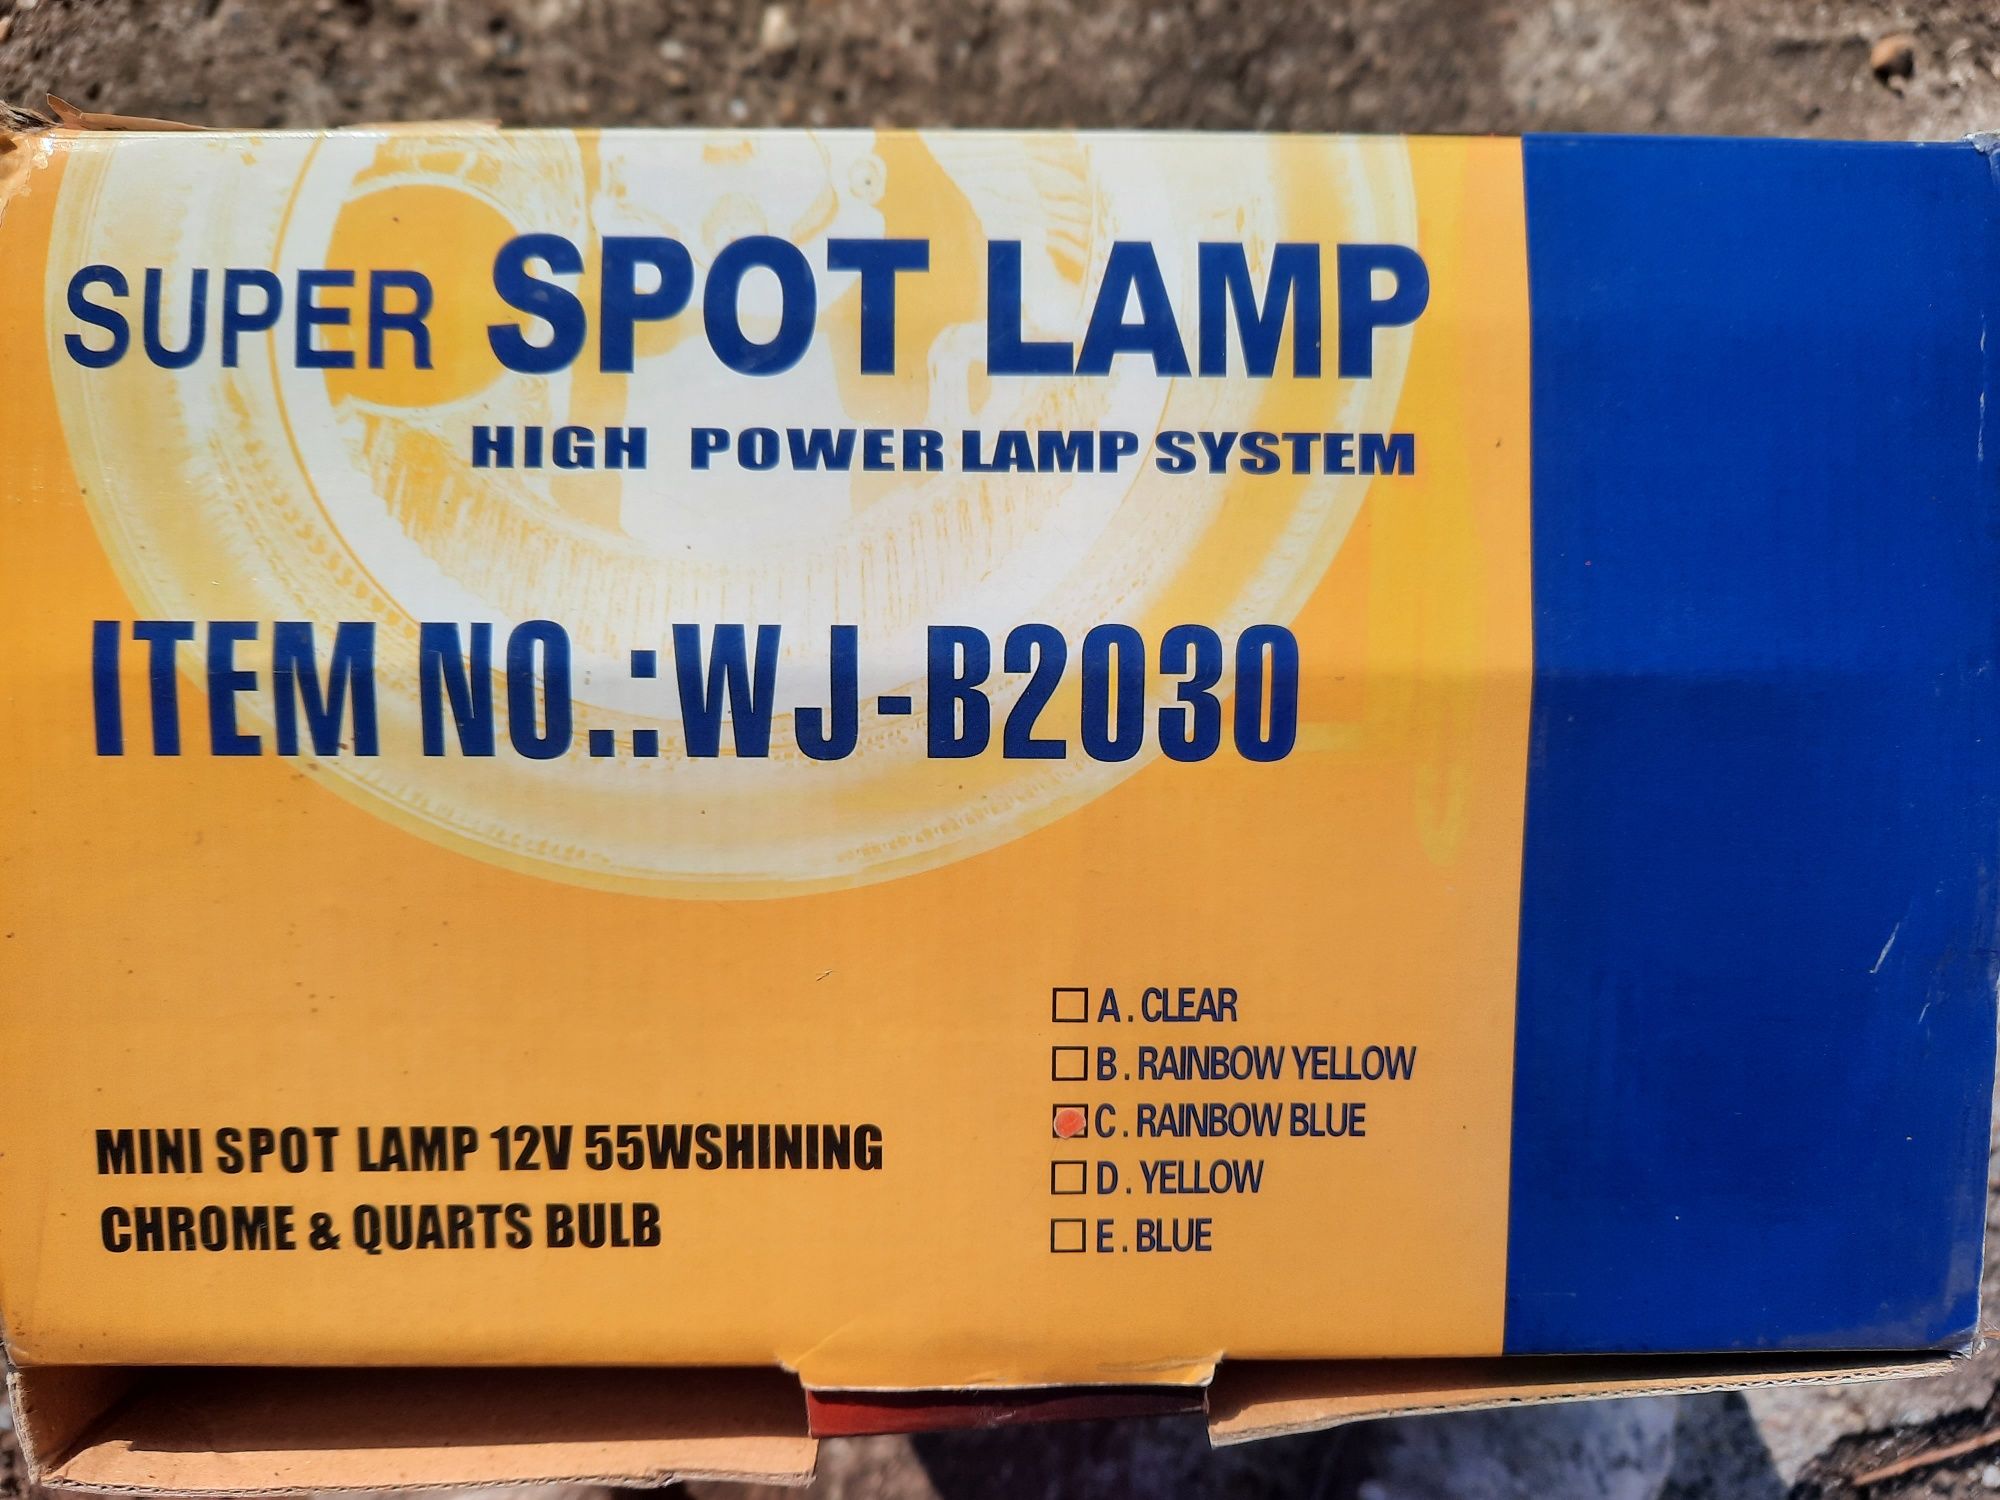 SUPER SPOT LAMP
HIGH POWER LAMP SYSTEM
ITEM NO.:WJ-B2030
A. CLEAR
B. RAINBOW YELLOW
C. RAINBOW BLUE
D. YELLOW
E. BLUE
MINI SPOT LAMP 12V 55WSHINING
CHROME & QUARTS BULB